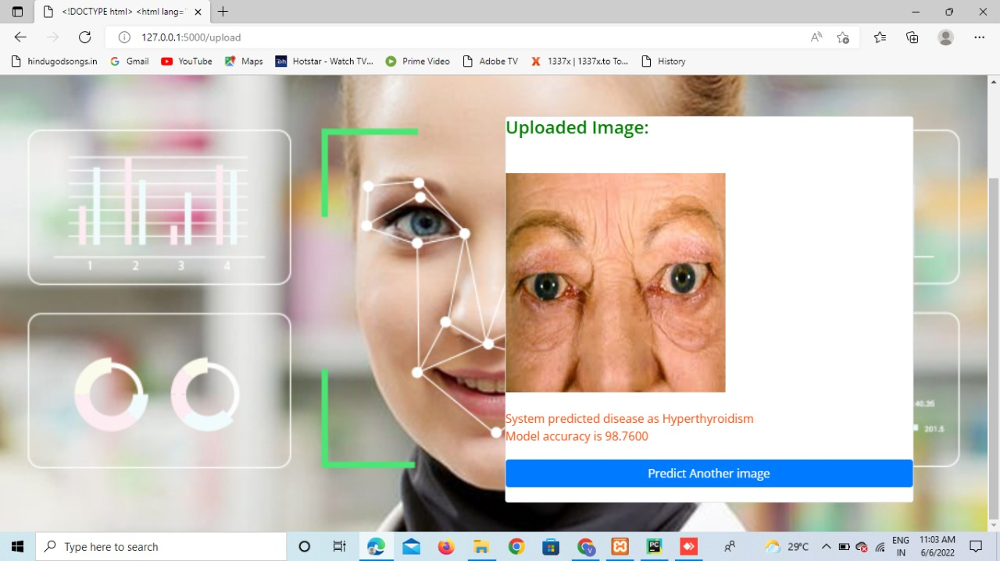 <!DOCTYPE html> <html lang="
127.0.0.1:5000/upload
hindugodsongs.in Gmail YouTube Maps Hotstar - Watch TV... Prime Video Adobe TV 1337x | 1337x.to To... History
Uploaded Image:
1 2 3 4
System predicted disease as Hyperthyroidism
40.35
Model accuracy is 98.7600
201.5
Predict Another image
Type here to search
29°C
ENG
IN
11:03 AM
6/6/2022